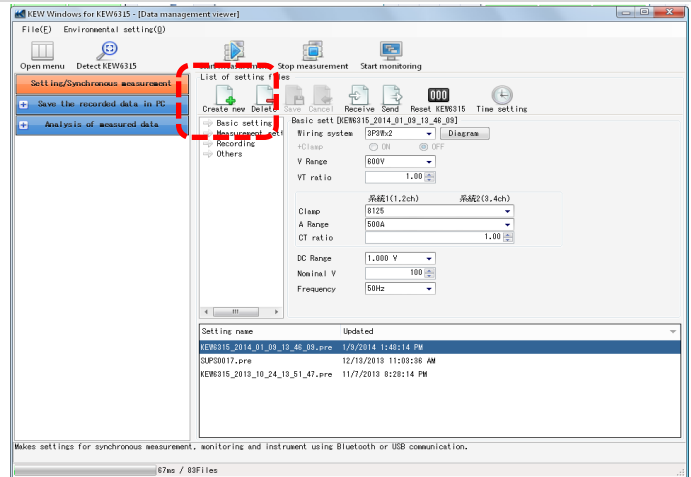 KEW Windows for KEW6315 - [Data management viewer]
File(F) Environmental setting(O)
Open menu Detect KEW6315 Start measurement Stop measurement Start monitoring
Setting/Synchronous measurement
Save the recorded data in PC
Analysis of measured data
List of setting files
Create new Delete Save Cancel Receive Send Reset KEW6315 Time setting
000
Basic setting
Measurement sett
Recording
Others
Basic sett [KEW6315_2014_01_09_13_46_09]
Wiring system 3P3Wx2 Diagram
+Clamp ON OFF
V Range 600V
VT ratio 1.00
系統1(1,2ch) 系統2(3,4ch)
Clamp 8125
A Range 500A
CT ratio 1.00
DC Range 1.000 V
Nominal V 100
Frequency 50Hz
Setting name Updated
KEW6315_2014_01_09_13_46_09.pre 1/9/2014 1:48:14 PM
SUPS0017.pre 12/13/2013 11:03:36 AM
KEW6315_2013_10_24_13_51_47.pre 11/7/2013 8:28:14 PM
Makes settings for synchronous measurement, monitoring and instrument using Bluetooth or USB communication.
67ms / 83Files